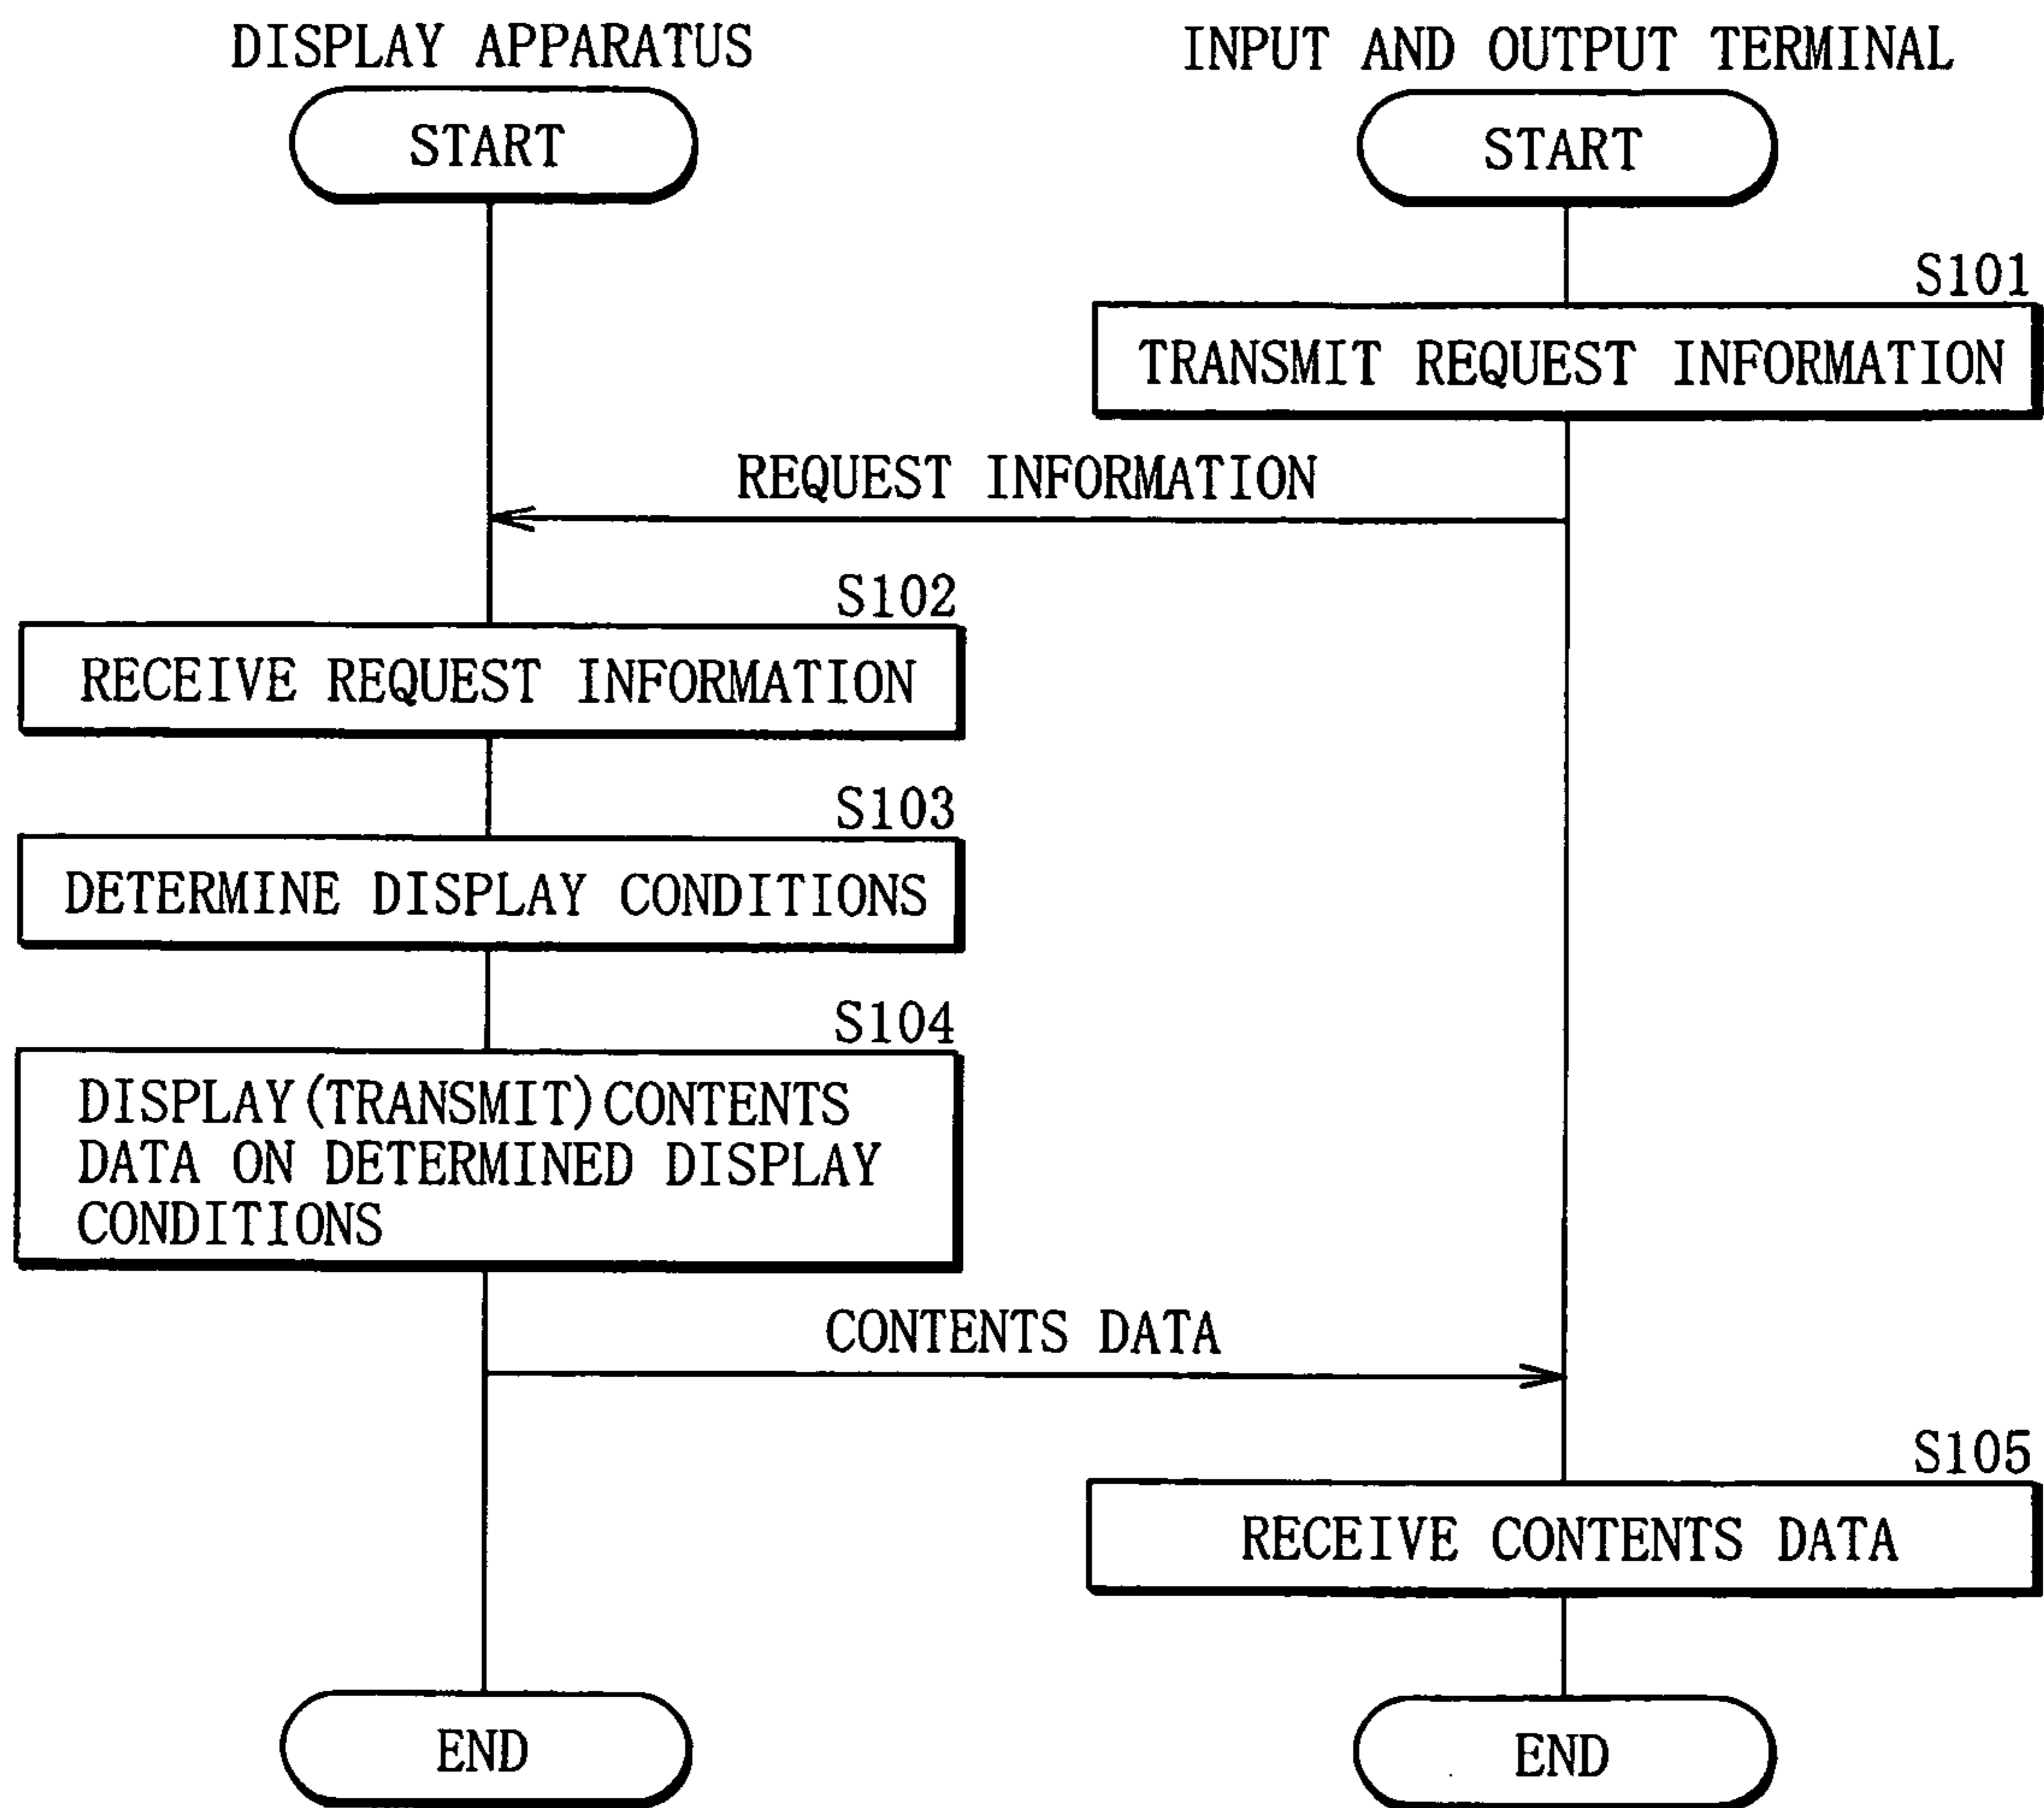 DISPLAY APPARATUS
INPUT AND OUTPUT TERMINAL
START
START
S101
TRANSMIT REQUEST INFORMATION
REQUEST INFORMATION
S102
RECEIVE REQUEST INFORMATION
S103
DETERMINE DISPLAY CONDITIONS
S104
DISPLAY(TRANSMIT)CONTENTS
DATA ON DETERMINED DISPLAY
CONDITIONS
CONTENTS DATA
S105
RECEIVE CONTENTS DATA
END
END